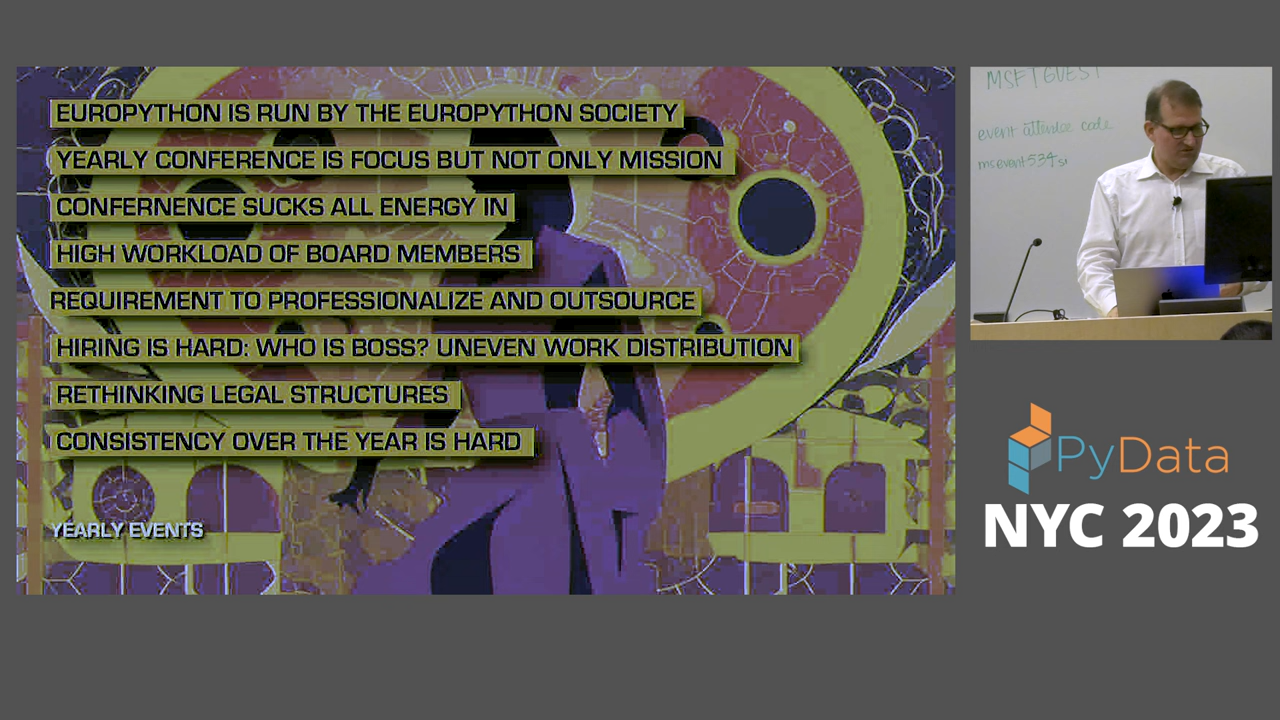 EUROPYTHON IS RUN BY THE EUROPYTHON SOCIETY
YEARLY CONFERENCE IS FOCUS BUT NOT ONLY MISSION
CONFERNENCE SUCKS ALL ENERGY IN
HIGH WORKLOAD OF BOARD MEMBERS
REQUIREMENT TO PROFESSIONALIZE AND OUTSOURCE
HIRING IS HARD: WHO IS BOSS? UNEVEN WORK DISTRIBUTION
RETHINKING LEGAL STRUCTURES
CONSISTENCY OVER THE YEAR IS HARD
YEARLY EVENTS
MSFTGUEST
event attendee code
msevent534si
PyData
NYC 2023